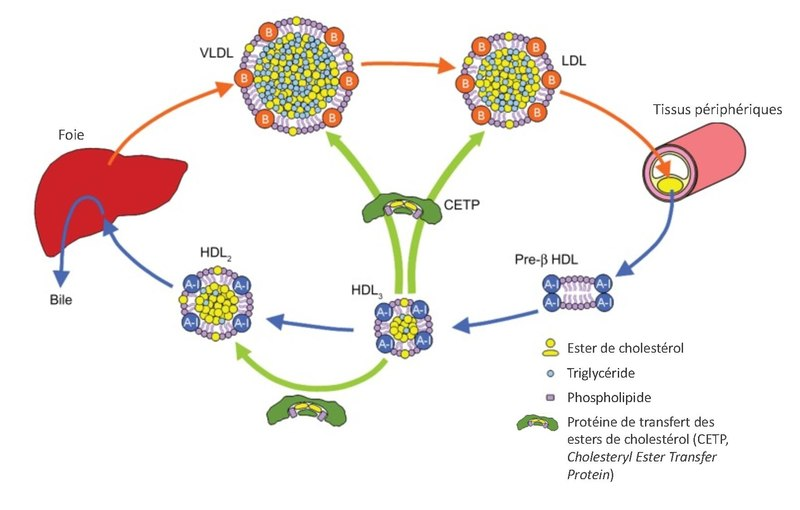 VLDL
B
B
B
B
B
B
LDL
B
B
B
B
B
B
Tissus périphériques
Foie
CETP
HDL2
Pre-β HDL
Bile
HDL3
A-I
A-I
A-I
A-I
A-I
A-I
A-I
A-I
A-I
A-I
A-I
A-I
Ester de cholestérol
Triglycéride
Phospholipide
Protéine de transfert des
esters de cholestérol (CETP,
Cholesteryl Ester Transfer
Protein)